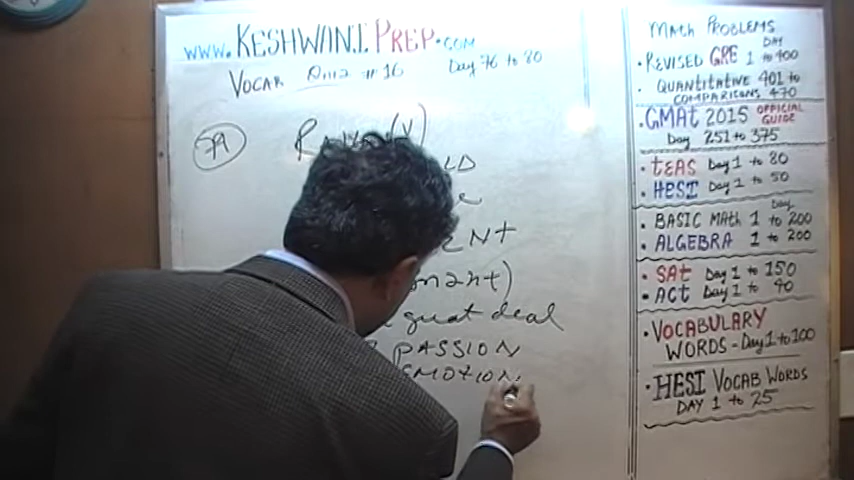 www.KESHWANI PREP.COM
VOCAB Quiz #16 Day 76 to 80
79
(V)
LD
ENT
great deal
PASSION
EMOTION
MATH PROBLEMS
DAY
• REVISED GRE 1 to 400
• QUANTITATIVE 401 to
COMPARISONS 470
• GMAT 2015 OFFICIAL GUIDE
Day 251 to 375
• TEAS Day 1 to 80
• HESI Day 1 to 50
Day
• BASIC MATH 1 to 200
• ALGEBRA 1 to 200
• SAT Day 1 to 150
• ACT Day 1 to 90
• VOCABULARY
WORDS - Day 1 to 100
• HESI VOCAB WORDS
DAY 1 to 25